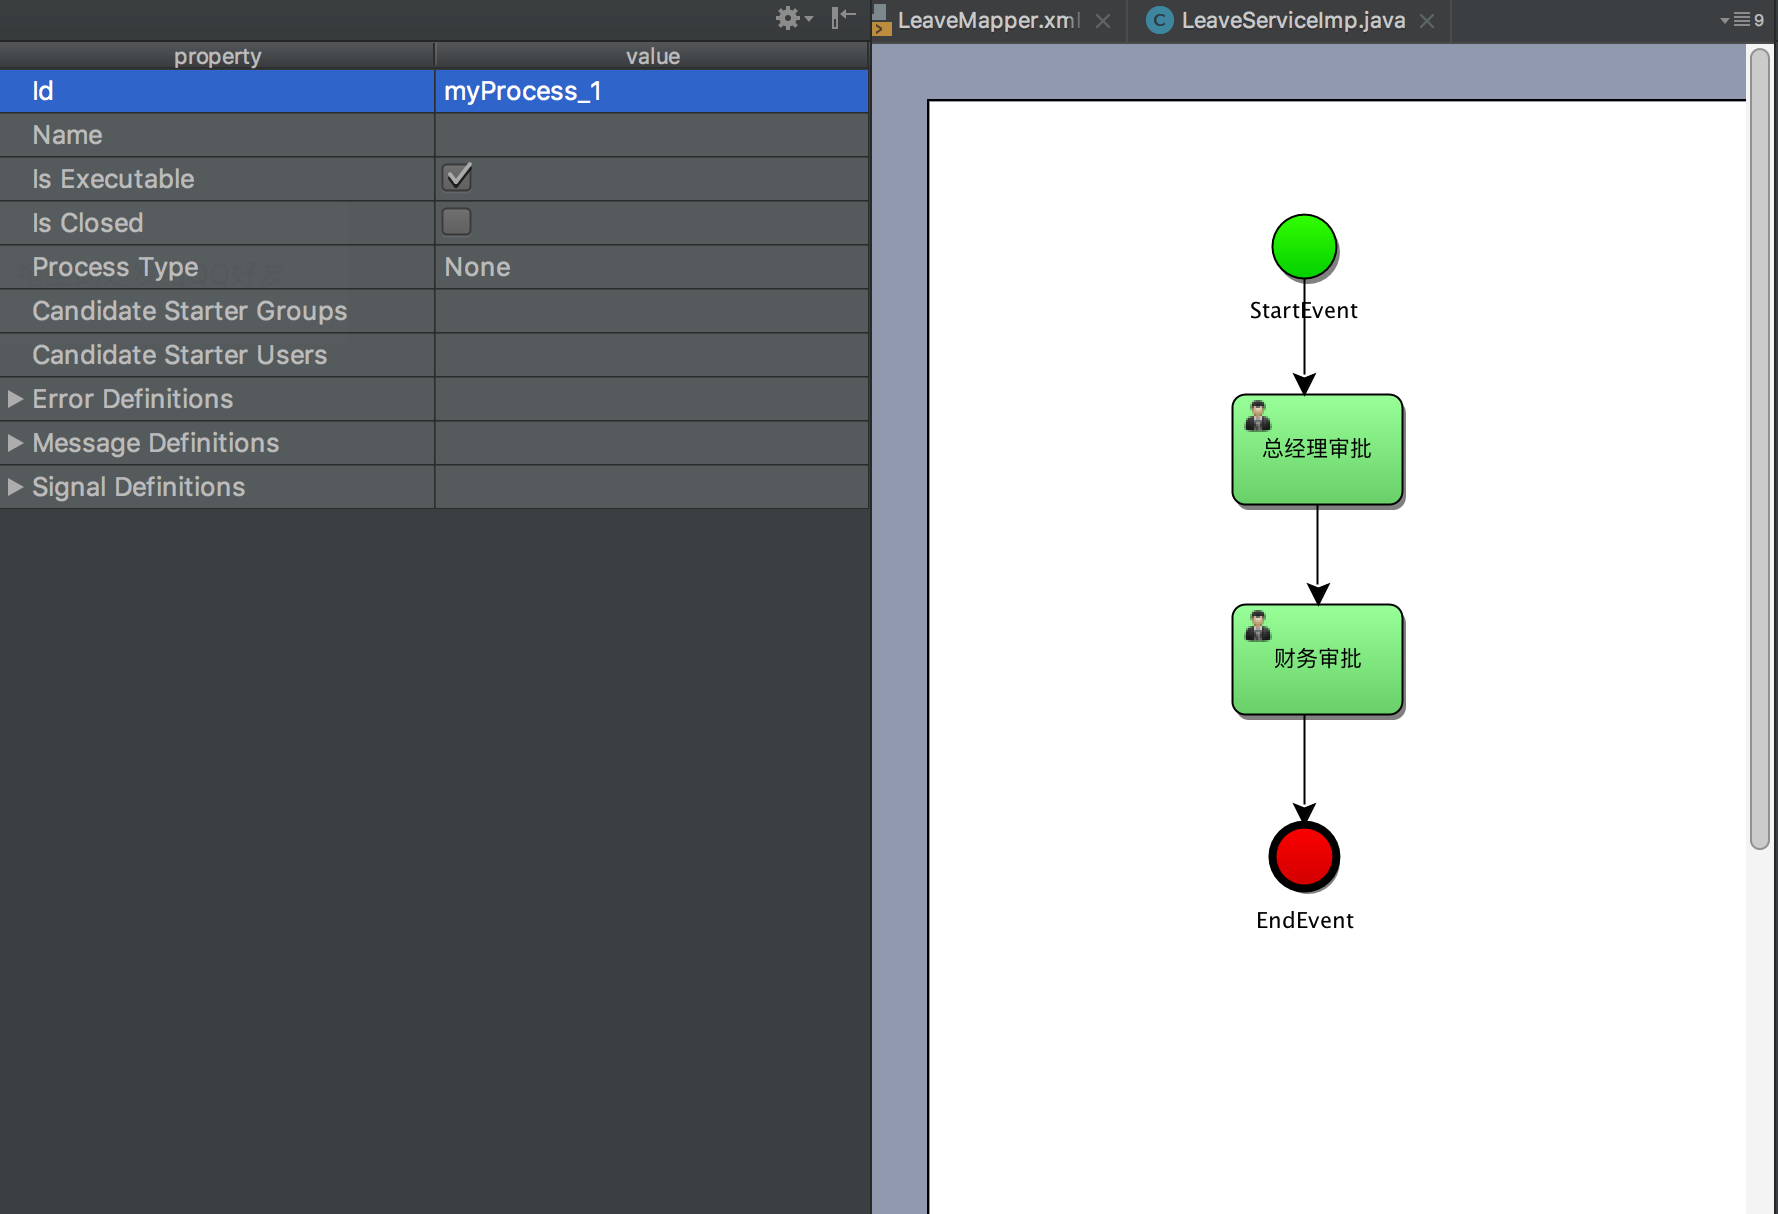 property value
Id myProcess_1
Name
Is Executable
Is Closed
Process Type None
Candidate Starter Groups
Candidate Starter Users
Error Definitions
Message Definitions
Signal Definitions
LeaveMapper.xml LeaveServiceImp.java 9
StartEvent
总经理审批
财务审批
EndEvent